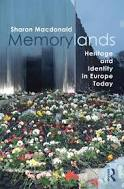 Sharon Macdonald
Memorylands
Heritage
and
Identity
in Europe
Today